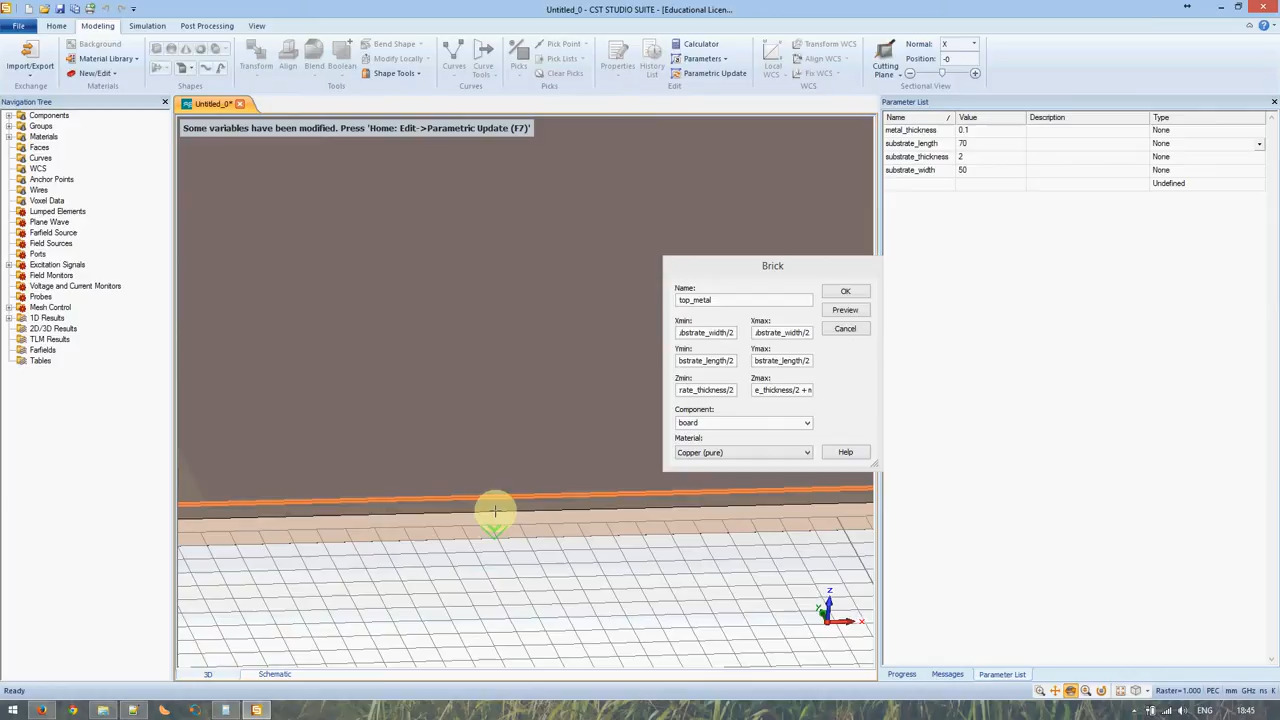 Untitled_0 - CST STUDIO SUITE - [Educational Licen...
File Home Modeling Simulation Post Processing View
Import/Export
Exchange
Background
Material Library
New/Edit
Materials
Shapes
Transform Align Blend Boolean
Bend Shape
Modify Locally
Shape Tools
Tools
Curves Curve Tools
Curves
Picks
Pick Point
Pick Lists
Clear Picks
Picks
Properties History List
Calculator
Parameters
Parametric Update
Edit
Local WCS
Transform WCS
Align WCS
Fix WCS
WCS
Cutting Plane
Normal: X
Position: -0
Sectional View
Navigation Tree
Components
Groups
Materials
Faces
Curves
WCS
Anchor Points
Wires
Voxel Data
Lumped Elements
Plane Wave
Farfield Source
Field Sources
Ports
Excitation Signals
Field Monitors
Voltage and Current Monitors
Probes
Mesh Control
1D Results
2D/3D Results
TLM Results
Farfields
Tables
Untitled_0*
Some variables have been modified. Press 'Home: Edit->Parametric Update (F7)'
Brick
Name:
top_metal
OK
Preview
Cancel
Xmin: Xmax:
ubstrate_width/2 ubstrate_width/2
Ymin: Ymax:
bstrate_length/2 bstrate_length/2
Zmin: Zmax:
rate_thickness/2 e_thickness/2 + n
Component:
board
Material:
Copper (pure)
Help
z
y
x
3D Schematic
Parameter List
Name / Value Description Type
metal_thickness 0.1 None
substrate_length 70 None
substrate_thickness 2 None
substrate_width 50 None
Undefined
Progress Messages Parameter List
Ready
Raster=1.000 PEC mm GHz ns K
ENG 18:45